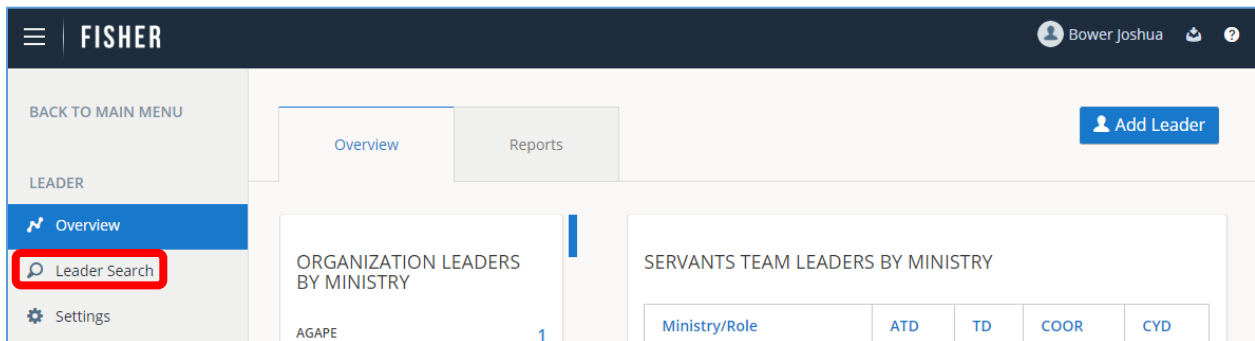 FISHER
Bower Joshua
BACK TO MAIN MENU
LEADER
Overview
Leader Search
Settings
Overview
Reports
Add Leader
ORGANIZATION LEADERS
BY MINISTRY
AGAPE 1
SERVANTS TEAM LEADERS BY MINISTRY
Ministry/Role ATD TD COOR CYD